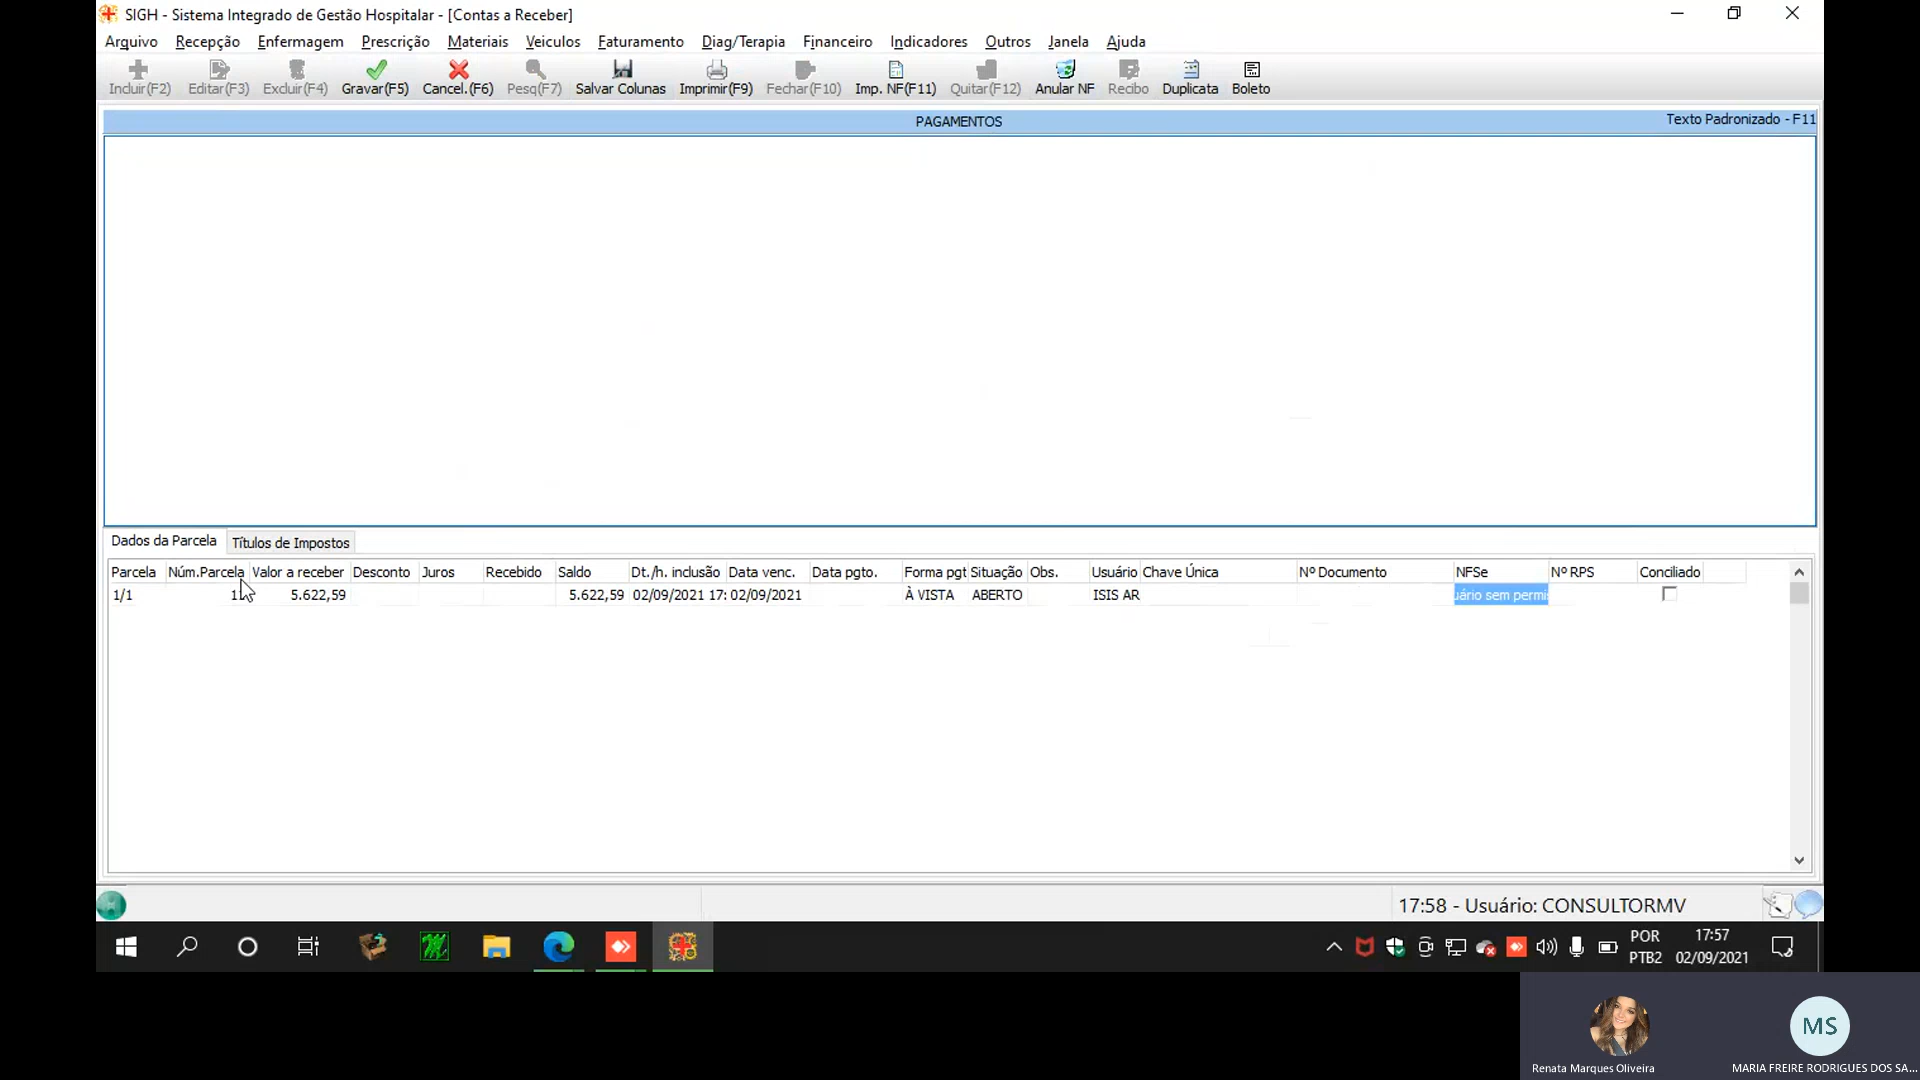 SIGH - Sistema Integrado de Gestão Hospitalar - [Contas a Receber]
Arquivo Recepção Enfermagem Prescrição Materiais Veiculos Faturamento Diag/Terapia Financeiro Indicadores Outros Janela Ajuda
Incluir(F2) Editar(F3) Excluir(F4) Gravar(F5) Cancel.(F6) Pesq(F7) Salvar Colunas Imprimir(F9) Fechar(F10) Imp. NF(F11) Quitar(F12) Anular NF Recibo Duplicata Boleto
PAGAMENTOS Texto Padronizado - F11
Dados da Parcela Títulos de Impostos
Parcela Núm.Parcela Valor a receber Desconto Juros Recebido Saldo Dt./h. inclusão Data venc. Data pgto. Forma pgt Situação Obs. Usuário Chave Única Nº Documento NFSe Nº RPS Conciliado
1/1 5.622,59 5.622,59 02/09/2021 17: 02/09/2021 À VISTA ABERTO ISIS AR uário sem permi
17:58 - Usuário: CONSULTORMV
POR
PTB2
17:57
02/09/2021
MS
Renata Marques Oliveira
MARIA FREIRE RODRIGUES DOS SA...